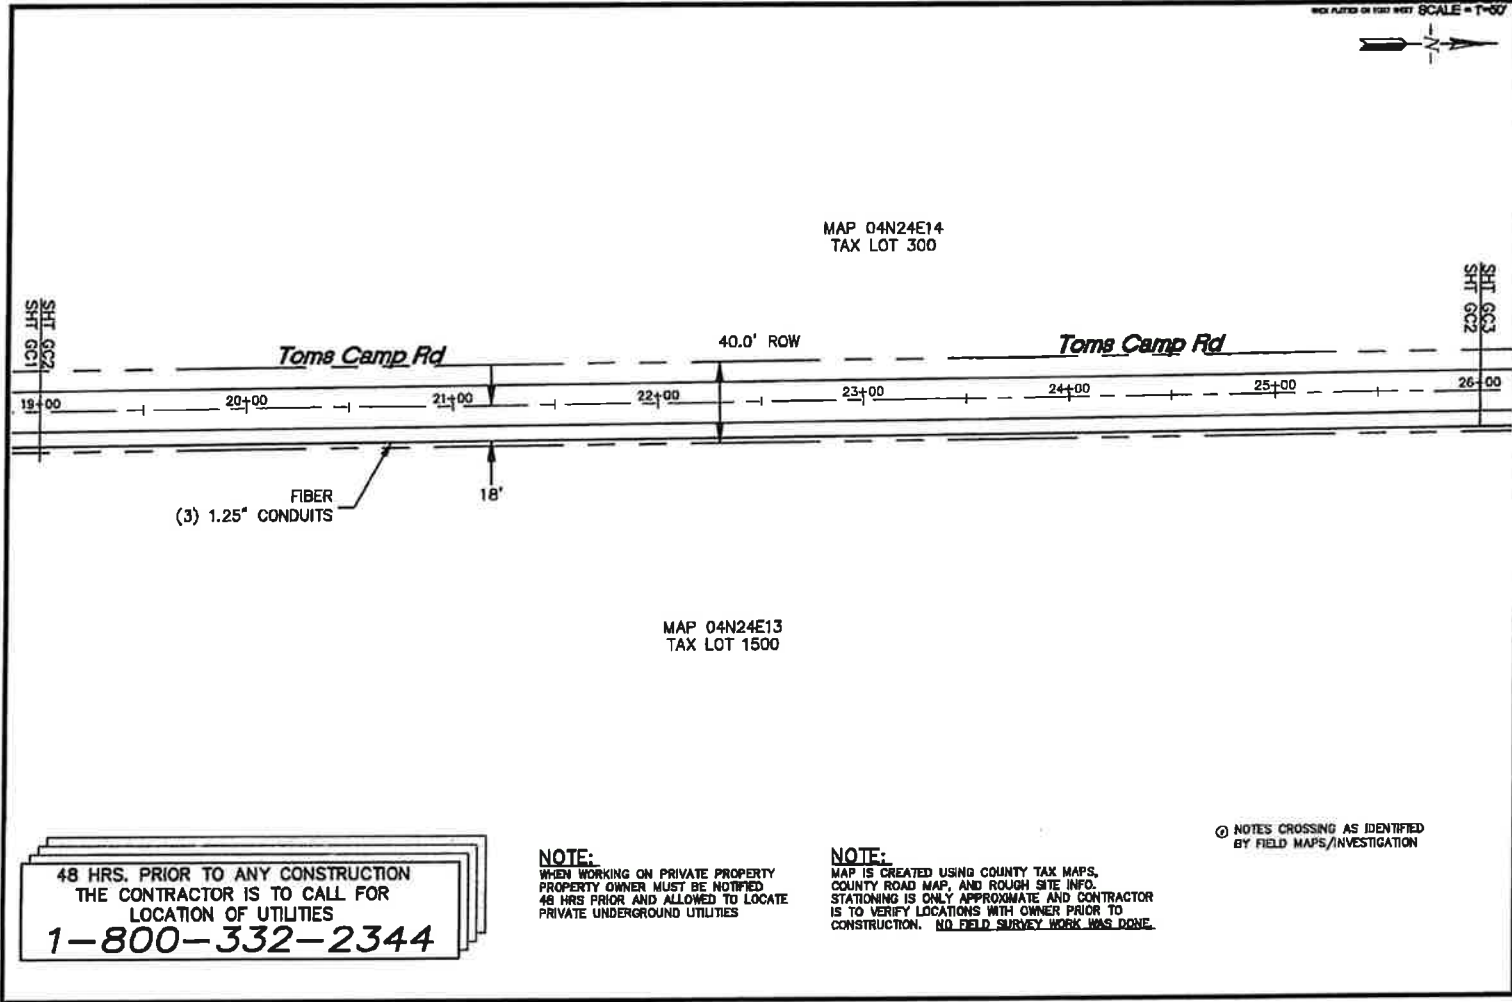 SCALE = 1"=50'
N
MAP 04N24E14
TAX LOT 300
SHT GC2
SHT GC1
SHT GC3
SHT GC2
Toms Camp Rd
40.0' ROW
Toms Camp Rd
19+00 20+00 21+00 22+00 23+00 24+00 25+00 26+00
FIBER
(3) 1.25" CONDUITS
18'
MAP 04N24E13
TAX LOT 1500
48 HRS. PRIOR TO ANY CONSTRUCTION
THE CONTRACTOR IS TO CALL FOR
LOCATION OF UTILITIES
1-800-332-2344
NOTE:
WHEN WORKING ON PRIVATE PROPERTY
PROPERTY OWNER MUST BE NOTIFIED
48 HRS PRIOR AND ALLOWED TO LOCATE
PRIVATE UNDERGROUND UTILITIES
NOTE:
MAP IS CREATED USING COUNTY TAX MAPS,
COUNTY ROAD MAP, AND ROUGH SITE INFO.
STATIONING IS ONLY APPROXIMATE AND CONTRACTOR
IS TO VERIFY LOCATIONS WITH OWNER PRIOR TO
CONSTRUCTION. NO FIELD SURVEY WORK WAS DONE.
NOTES CROSSING AS IDENTIFIED
BY FIELD MAPS/INVESTIGATION